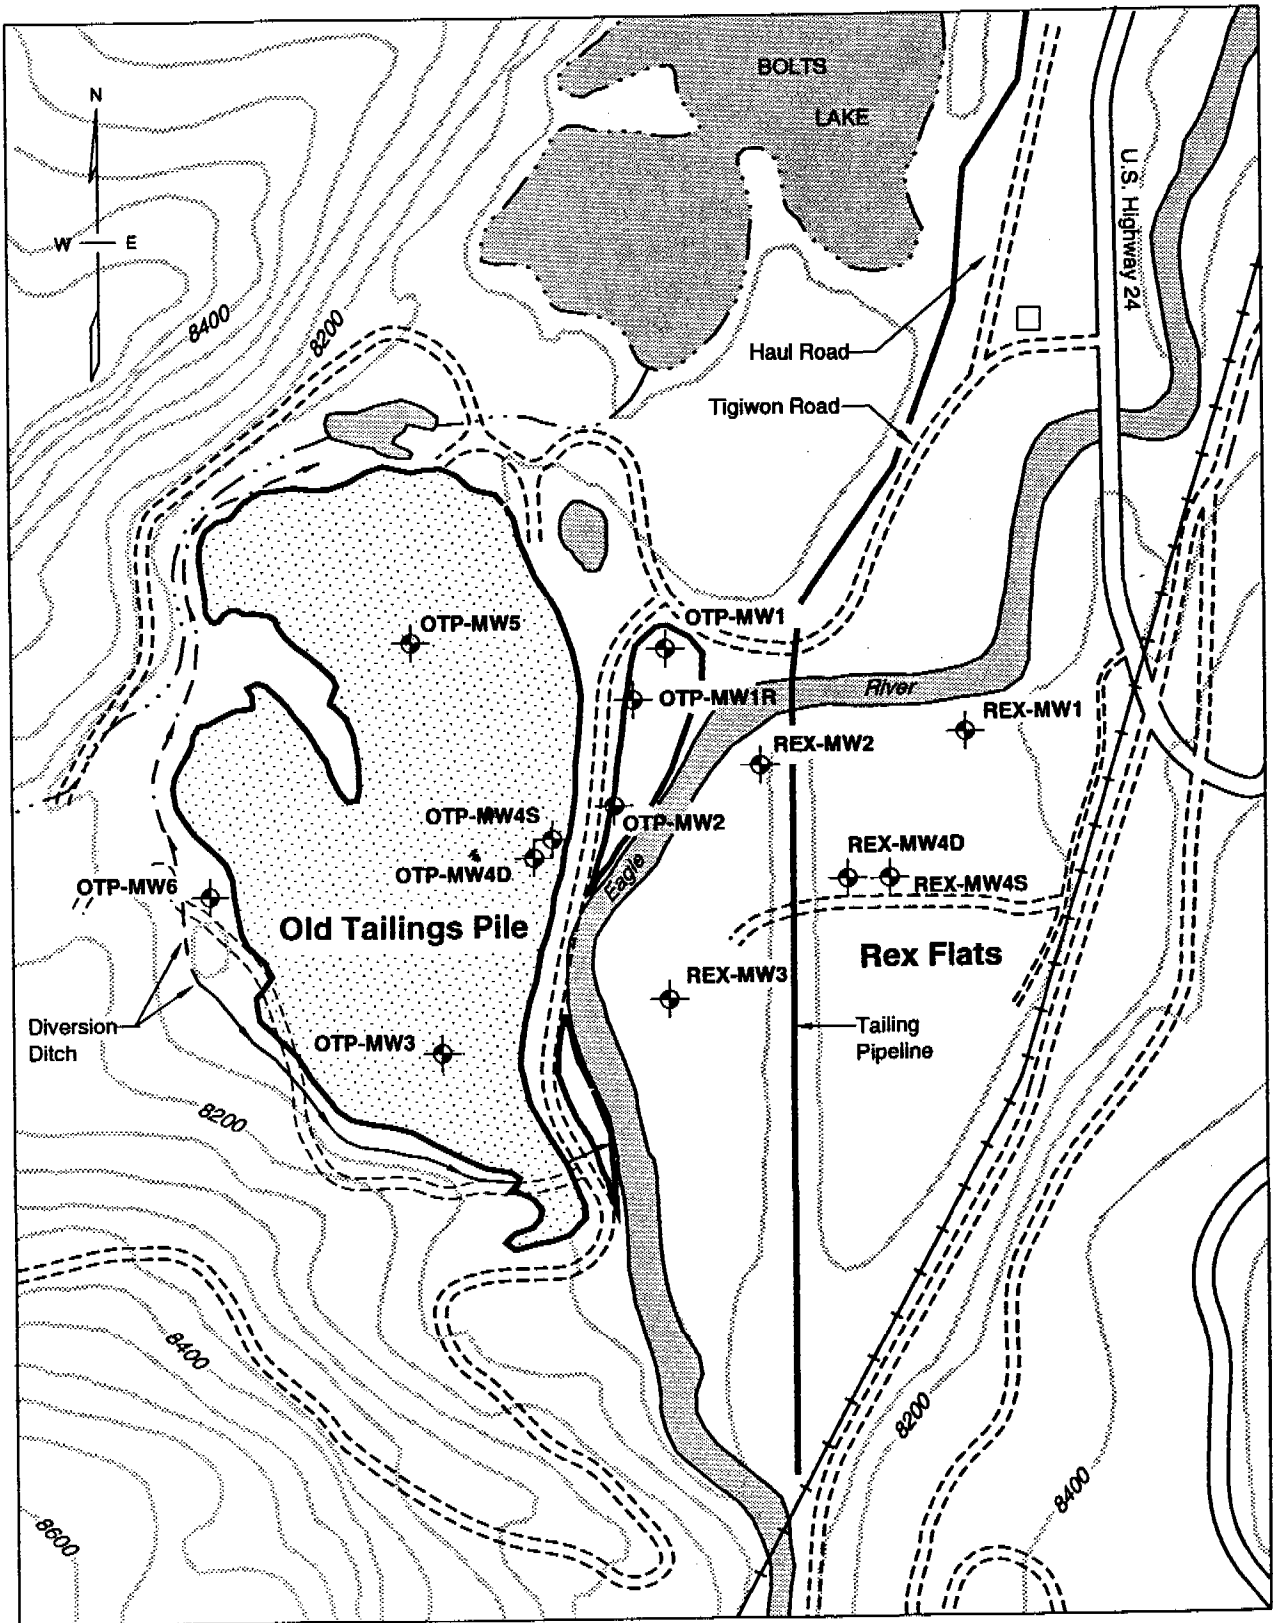 BOLTS
LAKE
N
W
E
U.S. Highway 24
8400
8200
Haul Road
Tigiwon Road
OTP-MW5
OTP-MW1
OTP-MW1R
River
REX-MW1
REX-MW2
OTP-MW4S
OTP-MW2
REX-MW4D
OTP-MW4D
Eagle
REX-MW4S
OTP-MW6
Old Tailings Pile
Rex Flats
REX-MW3
Diversion
Ditch
OTP-MW3
Tailing
Pipeline
8200
8400
8200
8400
8600